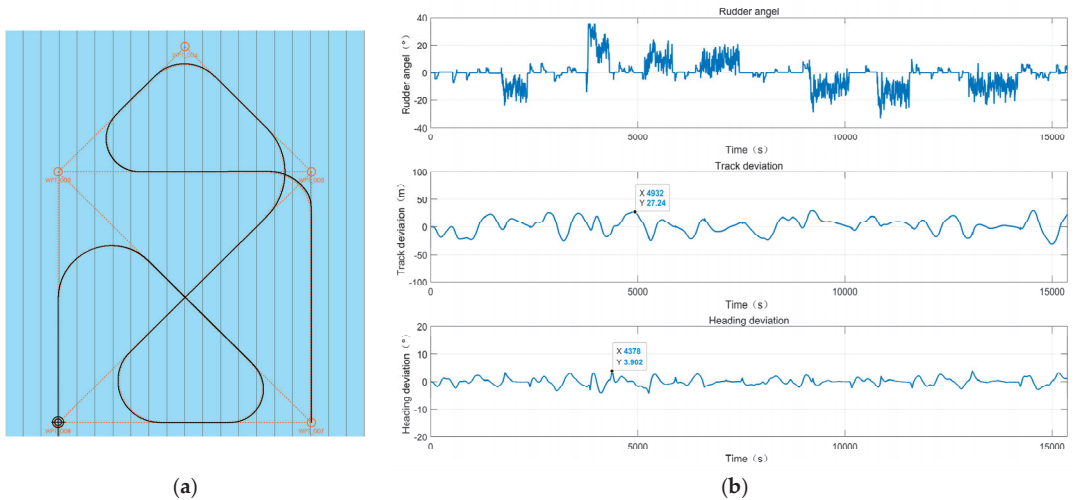 WP1.004
Rudder angel
Rudder angel（°）
40
20
0
-20
-40
0
5000
10000
15000
Time（s）
Track deviation
Track deviation（m）
100
50
0
-50
-100
X 4932
Y 27.24
0
5000
10000
15000
Time（s）
Heading deviation
Heading deviation（°）
20
10
0
-10
-20
X 4378
Y 3.902
0
5000
10000
15000
Time（s）
(a)
(b)